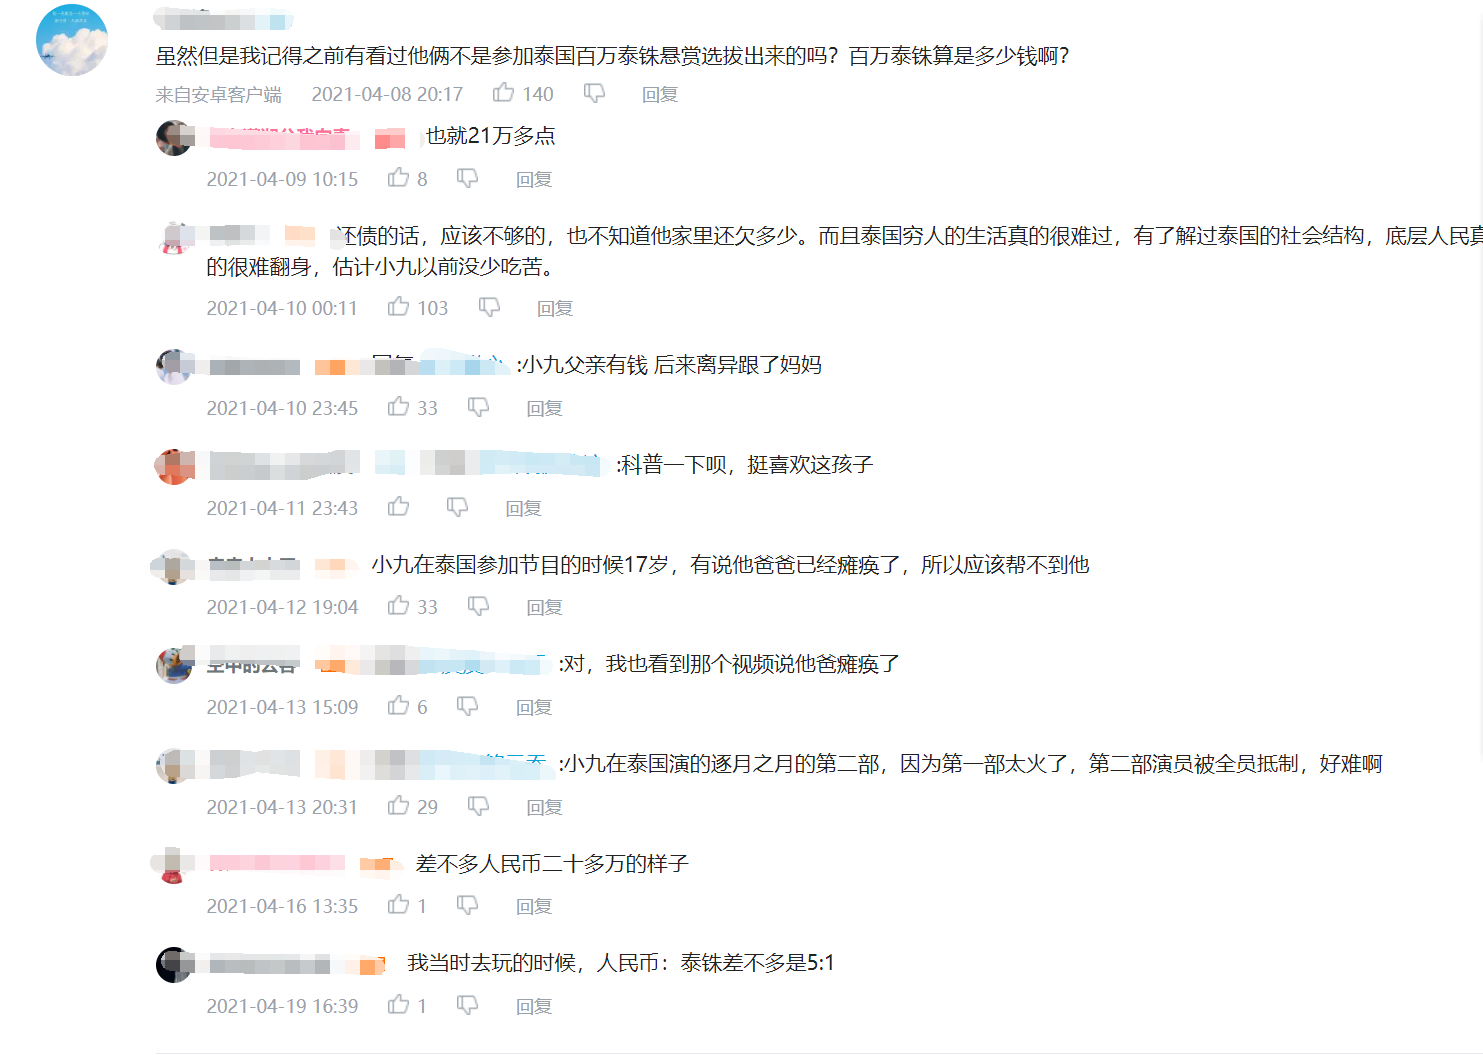 虽然但是我记得之前有看过他俩不是参加泰国百万泰铢悬赏选拔出来的吗？百万泰铢算是多少钱啊？
来自安卓客户端 2021-04-08 20:17 140 回复
也就21万多点
2021-04-09 10:15 8 回复
还债的话，应该不够的，也不知道他家里还欠多少。而且泰国穷人的生活真的很难过，有了解过泰国的社会结构，底层人民真
的很难翻身，估计小九以前没少吃苦。
2021-04-10 00:11 103 回复
:小九父亲有钱 后来离异跟了妈妈
2021-04-10 23:45 33 回复
:科普一下呗，挺喜欢这孩子
2021-04-11 23:43 回复
小九在泰国参加节目的时候17岁，有说他爸爸已经瘫痪了，所以应该帮不到他
2021-04-12 19:04 33 回复
:对，我也看到那个视频说他爸瘫痪了
2021-04-13 15:09 6 回复
:小九在泰国演的逐月之月的第二部，因为第一部太火了，第二部演员被全员抵制，好难啊
2021-04-13 20:31 29 回复
差不多人民币二十多万的样子
2021-04-16 13:35 1 回复
我当时去玩的时候，人民币：泰铢差不多是5:1
2021-04-19 16:39 1 回复